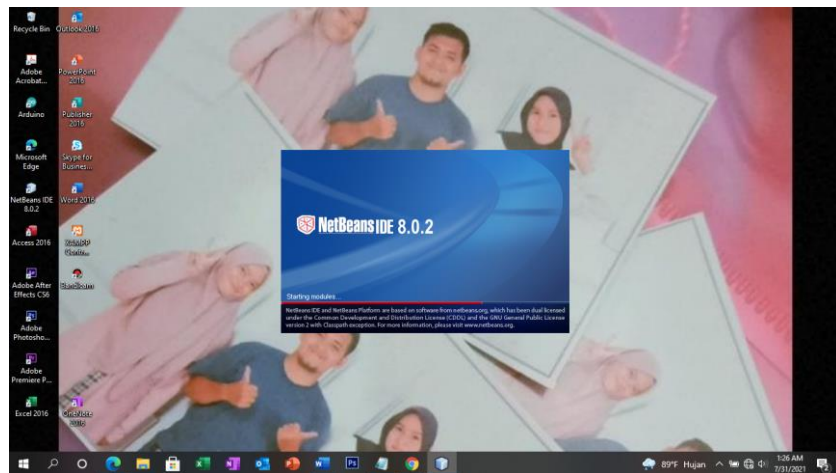 Recycle Bin
Outlook 2016
Adobe
Acrobat...
PowerPoint
2016
Arduino
Publisher
2016
Microsoft
Edge
Skype for
Busines...
NetBeans IDE
8.0.2
Word 2016
Access 2016
XAMPP
Contro...
Adobe After
Effects CS6
Bandicam
Adobe
Photosho...
Adobe
Premiere P...
Excel 2016
OneNote
2016
NetBeans IDE 8.0.2
Starting modules...
NetBeans IDE and NetBeans Platform are based on software from netbeans.org, which has been dual licensed
under the Common Development and Distribution License (CDDL) and the GNU General Public License
version 2 with Classpath exception. For more information, please visit www.netbeans.org.
89°F Hujan
1:26 AM
7/31/2021